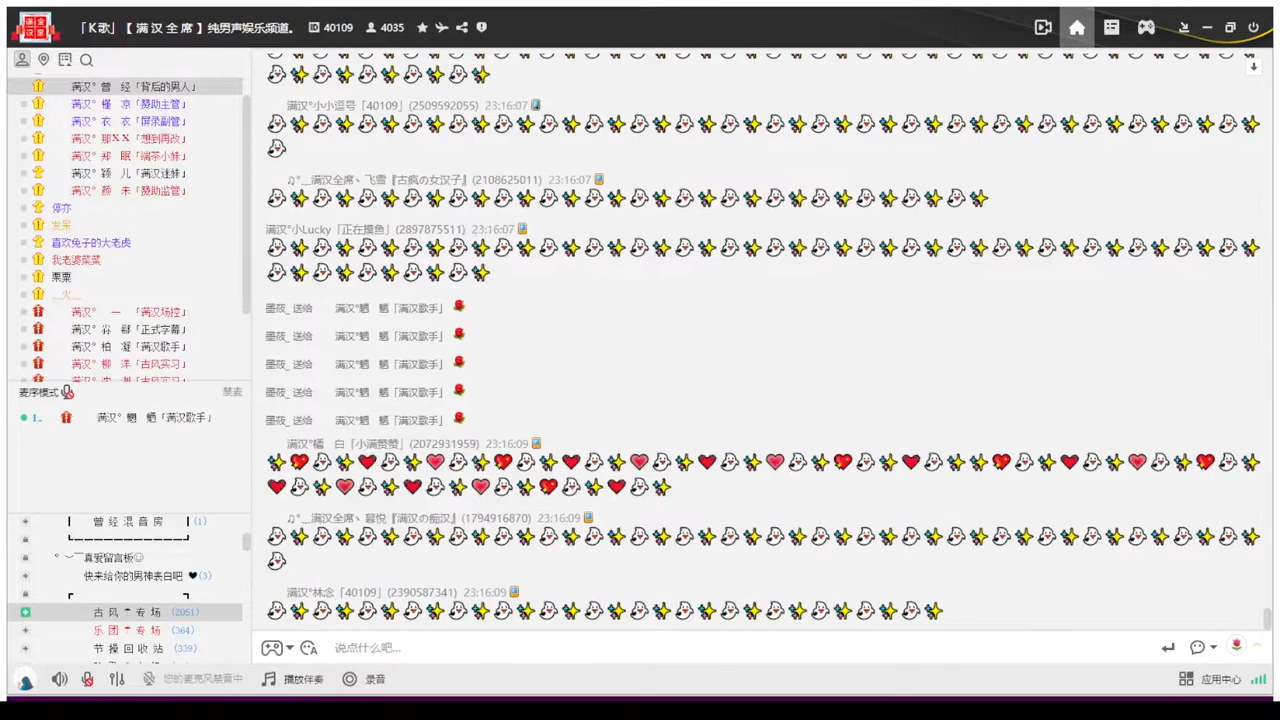 「K歌」【 满 汉 全 席 】纯男声娱乐频道。 ID 40109 4035
满汉°曾 经「背后的男人」
满汉°槿 凉「赞助主管」
满汉°衣 衣「屏录副管」
满汉°那XX「想到再改」
满汉°郑 眠「端茶小妹」
满汉°颖 儿「满汉迷妹」
满汉°颜 未「赞助监管」
停亦
发呆
喜欢兔子的大老虎
我老婆菜菜
栗栗
....火....
满汉° 一 「满汉场控」
满汉°柏 凝「满汉歌手」
满汉°柳 洋「古风实习」
麦序模式
禁麦
1. 满汉° 魍 魉「满汉歌手」
曾 经 混 音 房 (1)
真爱留言板
快来给你的男神表白吧 (3)
古 风 专 场 (2051)
乐 团 专 场 (364)
节 操 回 收 站 (339)
满汉°小小逗号「40109」(2509592055) 23:16:07
♫°﹎满汉全席丶飞雪『古疯の女汉子』(2108625011) 23:16:07
满汉°小Lucky「正在摸鱼」(2897875511) 23:16:07
墨莜_ 送给 满汉°魍 魉「满汉歌手」
墨莜_ 送给 满汉°魍 魉「满汉歌手」
墨莜_ 送给 满汉°魍 魉「满汉歌手」
墨莜_ 送给 满汉°魍 魉「满汉歌手」
墨莜_ 送给 满汉°魍 魉「满汉歌手」
满汉°橘 白「小满赞赞」(2072931959) 23:16:09
♫°﹎满汉全席丶暮悦『满汉の痴汉』(1794916870) 23:16:09
满汉°林念「40109」(2390587341) 23:16:09
说点什么吧...
您的麦克风禁音中
播放伴奏
录音
应用中心